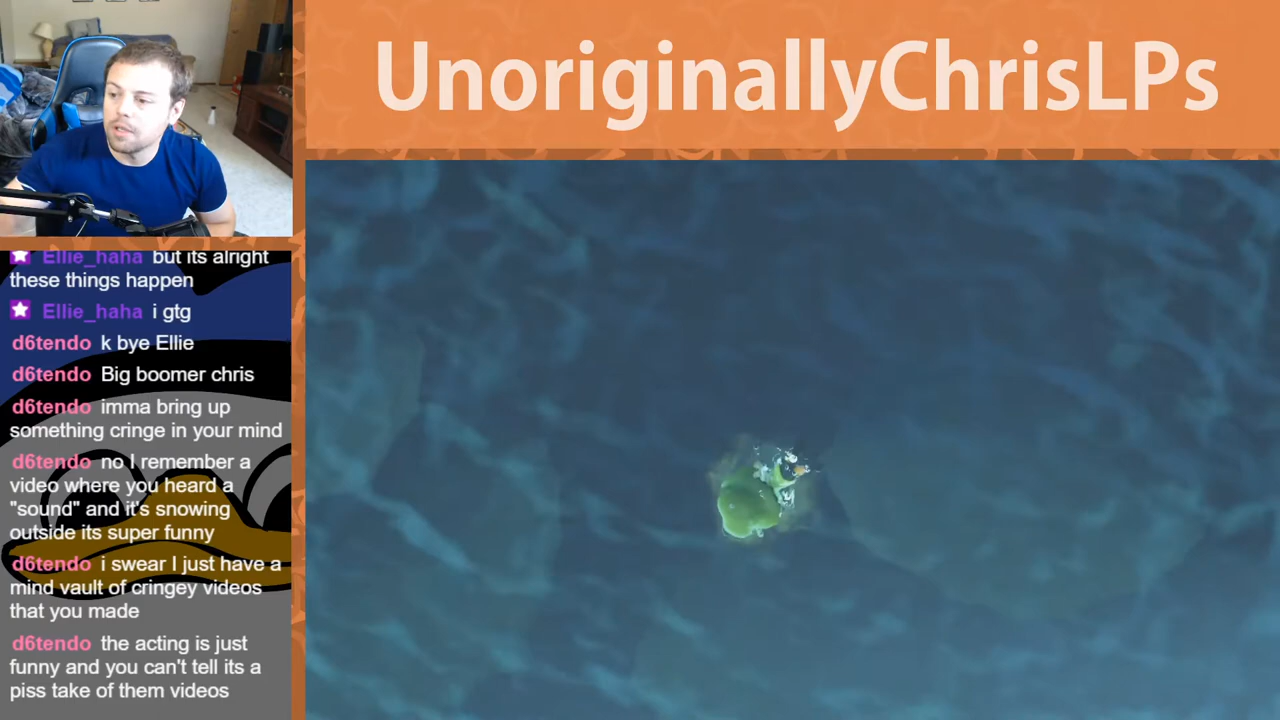 UnoriginallyChrisLPs
Ellie_haha but its alright
these things happen
Ellie_haha i gtg
d6tendo k bye Ellie
d6tendo Big boomer chris
d6tendo imma bring up
something cringe in your mind
d6tendo no I remember a
video where you heard a
"sound" and it's snowing
outside its super funny
d6tendo i swear I just have a
mind vault of cringey videos
that you made
d6tendo the acting is just
funny and you can't tell its a
piss take of them videos